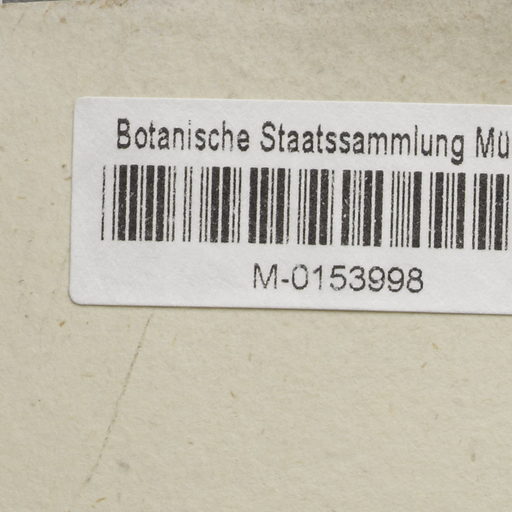 Botanische Staatssammlung Mü
M-0153998